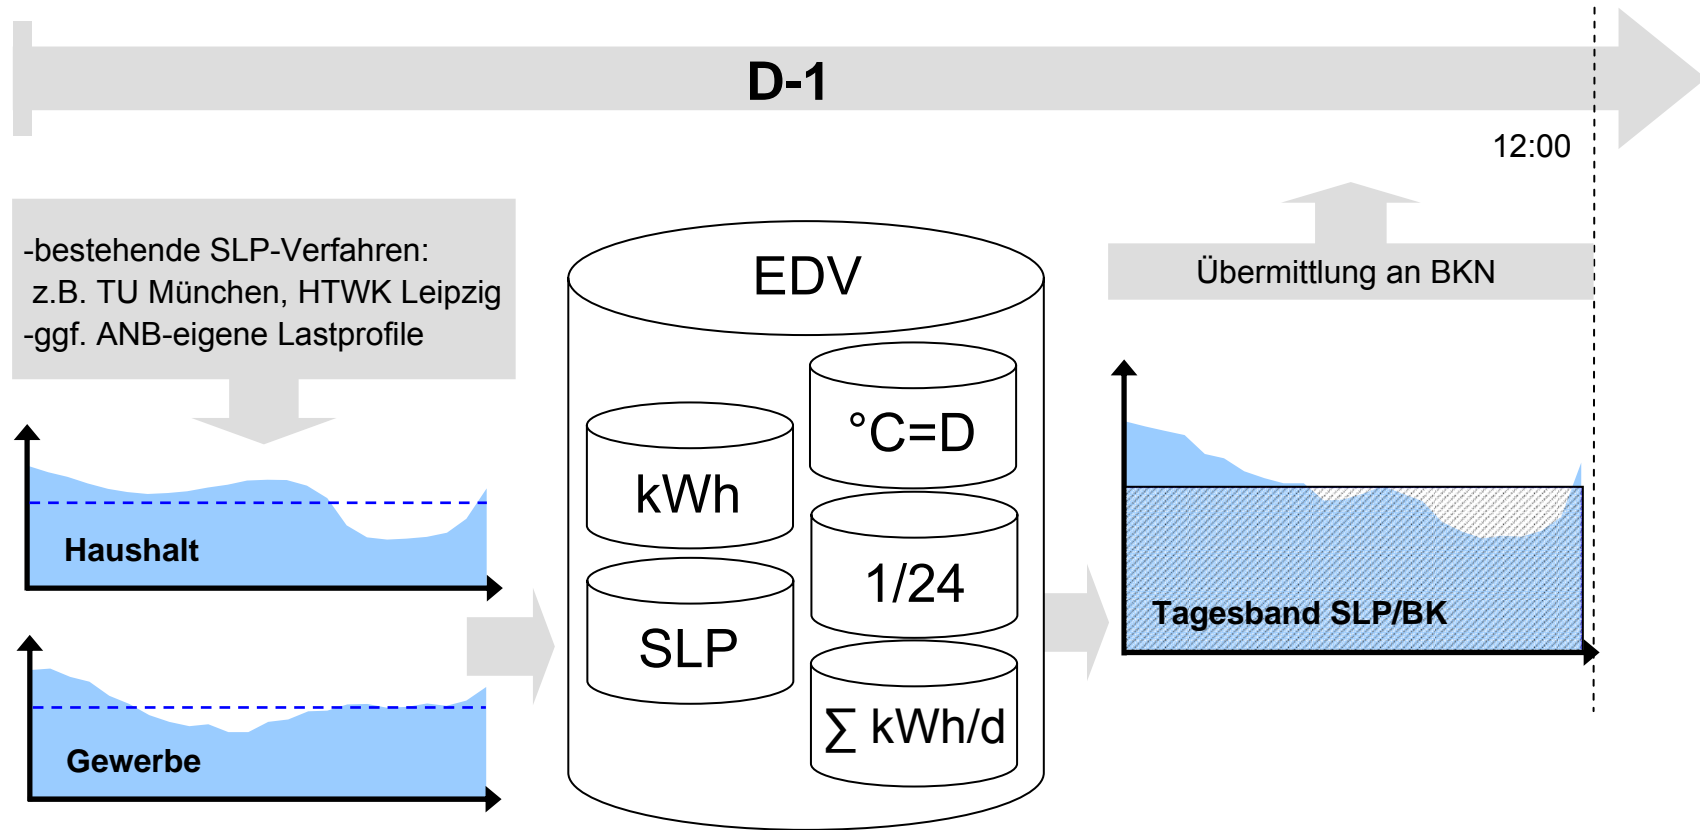 D-1
12:00
-bestehende SLP-Verfahren:
z.B. TU München, HTWK Leipzig
-ggf. ANB-eigene Lastprofile
Haushalt
Gewerbe
EDV
kWh
SLP
°C=D
1/24
∑ kWh/d
Übermittlung an BKN
Tagesband SLP/BK